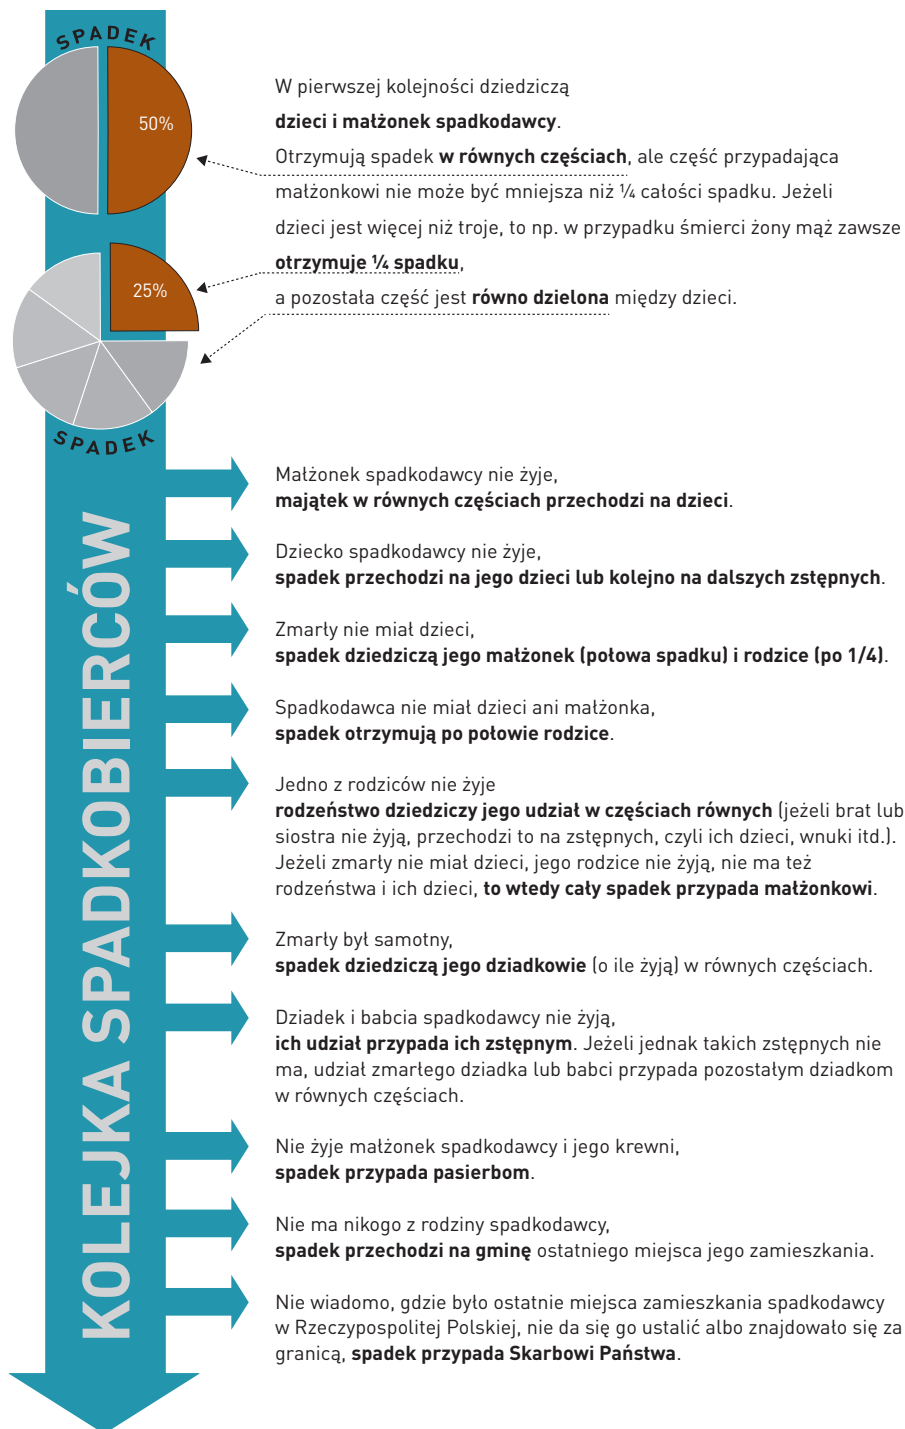 SPADEK
50%
W pierwszej kolejności dziedziczą
dzieci i małżonek spadkodawcy.
Otrzymują spadek w równych częściach, ale część przypadająca
małżonkowi nie może być mniejsza niż ¼ całości spadku. Jeżeli
dzieci jest więcej niż troje, to np. w przypadku śmierci żony mąż zawsze
otrzymuje ¼ spadku,
a pozostała część jest równo dzielona między dzieci.
25%
SPADEK
KOLEJKA SPADKOBIERCÓW
Małżonek spadkodawcy nie żyje,
majątek w równych częściach przechodzi na dzieci.
Dziecko spadkodawcy nie żyje,
spadek przechodzi na jego dzieci lub kolejno na dalszych zstępnych.
Zmarły nie miał dzieci,
spadek dziedziczą jego małżonek (połowa spadku) i rodzice (po 1/4).
Spadkodawca nie miał dzieci ani małżonka,
spadek otrzymują po połowie rodzice.
Jedno z rodziców nie żyje
rodzeństwo dziedziczy jego udział w częściach równych (jeżeli brat lub
siostra nie żyją, przechodzi to na zstępnych, czyli ich dzieci, wnuki itd.).
Jeżeli zmarły nie miał dzieci, jego rodzice nie żyją, nie ma też
rodzeństwa i ich dzieci, to wtedy cały spadek przypada małżonkowi.
Zmarły był samotny,
spadek dziedziczą jego dziadkowie (o ile żyją) w równych częściach.
Dziadek i babcia spadkodawcy nie żyją,
ich udział przypada ich zstępnym. Jeżeli jednak takich zstępnych nie
ma, udział zmarłego dziadka lub babci przypada pozostałym dziadkom
w równych częściach.
Nie żyje małżonek spadkodawcy i jego krewni,
spadek przypada pasierbom.
Nie ma nikogo z rodziny spadkodawcy,
spadek przechodzi na gminę ostatniego miejsca jego zamieszkania.
Nie wiadomo, gdzie było ostatnie miejsca zamieszkania spadkodawcy
w Rzeczypospolitej Polskiej, nie da się go ustalić albo znajdowało się za
granicą, spadek przypada Skarbowi Państwa.